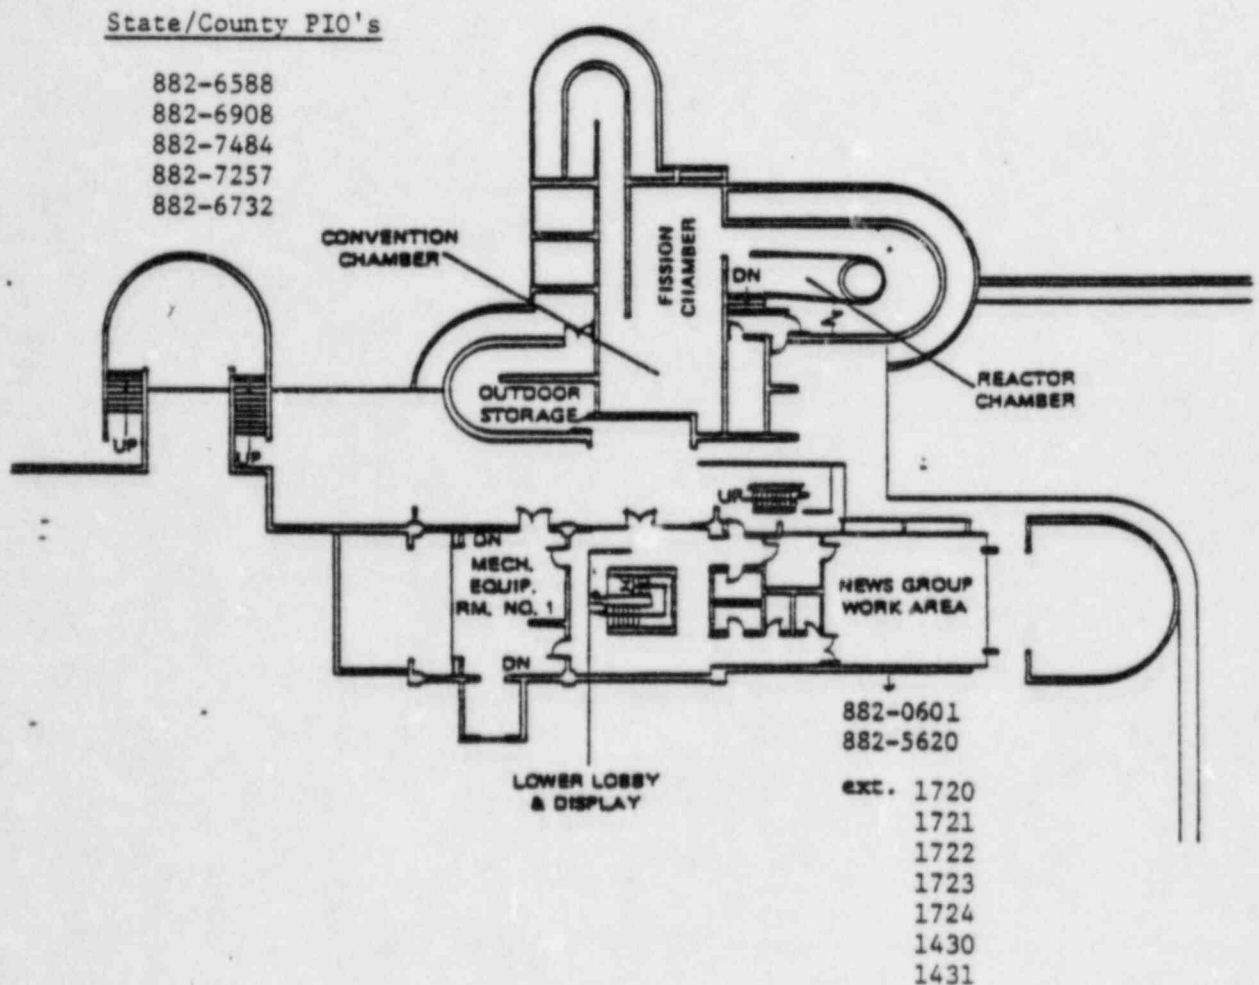 State/County PIO's
882-6588
882-6908
882-7484
882-7257
882-6732
CONVENTION
CHAMBER
FISSION
CHAMBER
DN
REACTOR
CHAMBER
OUTDOOR
STORAGE
UP
UP
UP
DN
MECH.
EQUIP.
RM. NO. 1
DN
NEWS GROUP
WORK AREA
LOWER LOBBY
& DISPLAY
882-0601
882-5620
ext. 1720
1721
1722
1723
1724
1430
1431